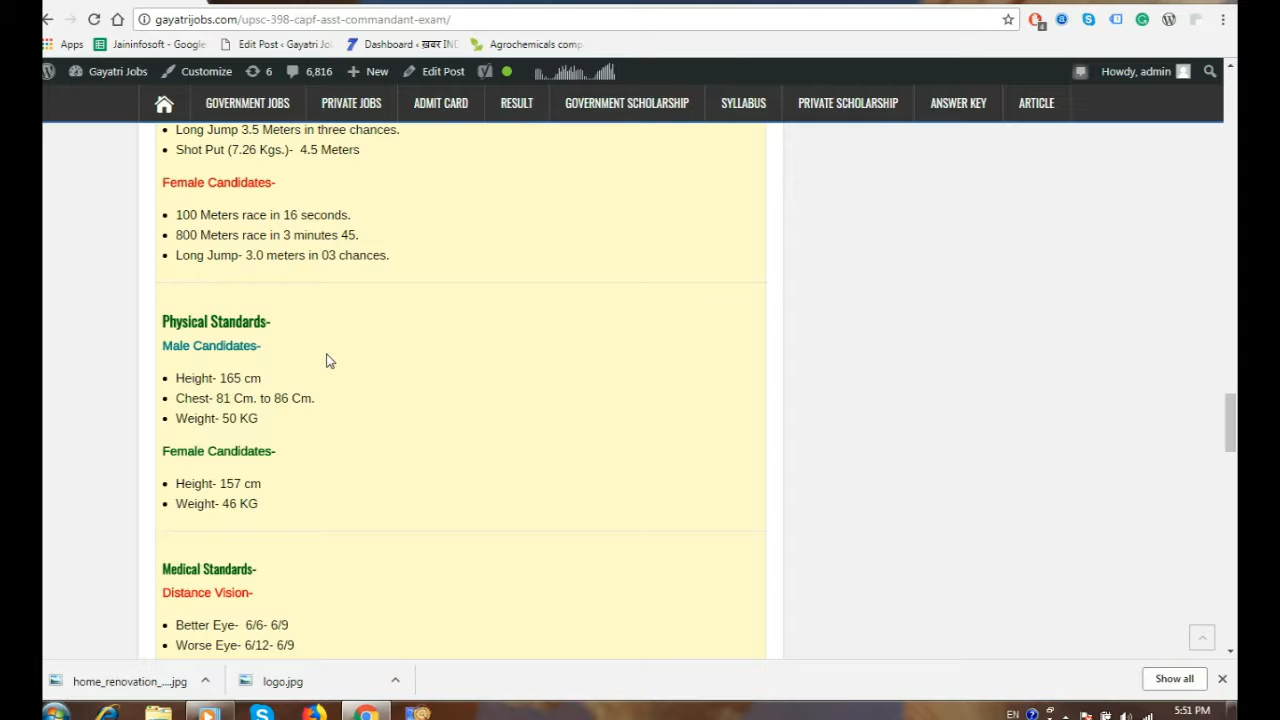 gayatrijobs.com/upsc-398-capf-asst-commandant-exam/
Apps Jaininfosoft - Google Edit Post ‹ Gayatri Jo Dashboard ‹ ख़बर IND Agrochemicals comp
Gayatri Jobs Customize 6 6,816 New Edit Post Howdy, admin
GOVERNMENT JOBS PRIVATE JOBS ADMIT CARD RESULT GOVERNMENT SCHOLARSHIP SYLLABUS PRIVATE SCHOLARSHIP ANSWER KEY ARTICLE
• Long Jump 3.5 Meters in three chances.
• Shot Put (7.26 Kgs.)- 4.5 Meters
Female Candidates-
• 100 Meters race in 16 seconds.
• 800 Meters race in 3 minutes 45.
• Long Jump- 3.0 meters in 03 chances.
Physical Standards-
Male Candidates-
• Height- 165 cm
• Chest- 81 Cm. to 86 Cm.
• Weight- 50 KG
Female Candidates-
• Height- 157 cm
• Weight- 46 KG
Medical Standards-
Distance Vision-
• Better Eye- 6/6- 6/9
• Worse Eye- 6/12- 6/9
home_renovation_....jpg logo.jpg Show all
EN 5:51 PM